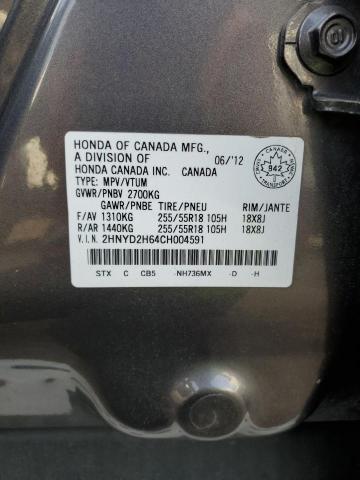 HONDA OF CANADA MFG.,
A DIVISION OF 06/'12
HONDA CANADA INC. CANADA
TYPE: MPV/VTUM
GVWR/PNBV 2700KG
GAWR/PNBE TIRE/PNEU RIM/JANTE
F/AV 1310KG 255/55R18 105H 18X8J
R/AR 1440KG 255/55R18 105H 18X8J
V.I.N. 2HNYD2H64CH004591
STX C CB5 -NH736MX -D -H
TRANSPORT
942
CANADA